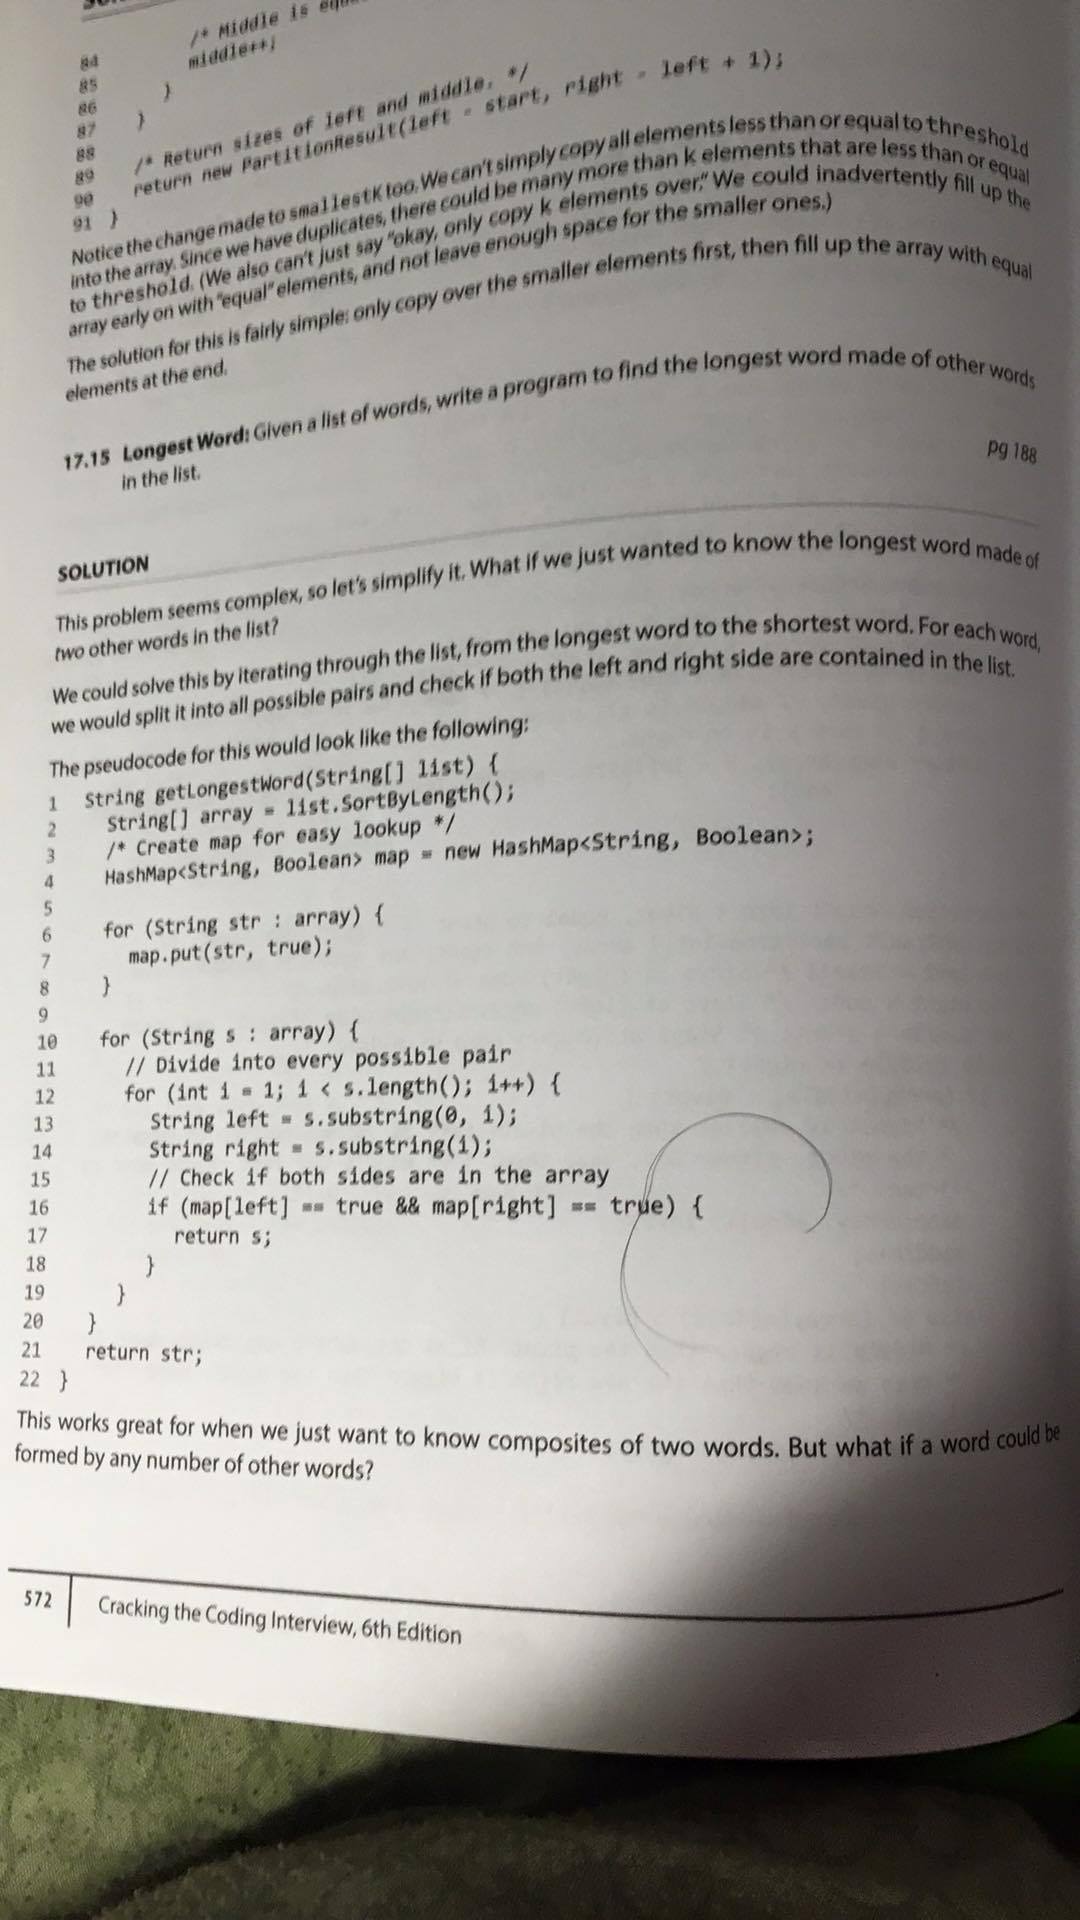 84 /* Middle is
85 middle++;
86 }
87 }
88
89 /* Return sizes of left and middle. */
90 return new PartitionResult(left - start, right - left + 1);
91 }
Notice the change made to smallestK too. We can't simply copy all elements less than or equal to threshold
into the array. Since we have duplicates, there could be many more than k elements that are less than or equal
to threshold. (We also can't just say "okay, only copy k elements over." We could inadvertently fill up the
array early on with "equal" elements, and not leave enough space for the smaller ones.)
The solution for this is fairly simple: only copy over the smaller elements first, then fill up the array with equal
elements at the end.
17.15 Longest Word: Given a list of words, write a program to find the longest word made of other words
in the list.
pg 188
SOLUTION
This problem seems complex, so let's simplify it. What if we just wanted to know the longest word made of
two other words in the list?
We could solve this by iterating through the list, from the longest word to the shortest word. For each word,
we would split it into all possible pairs and check if both the left and right side are contained in the list.
The pseudocode for this would look like the following:
1 String getLongestWord(String[] list) {
2 String[] array = list.SortByLength();
3 /* Create map for easy lookup */
4 HashMap<String, Boolean> map = new HashMap<String, Boolean>;
5
6 for (String str : array) {
7 map.put(str, true);
8 }
9
10 for (String s : array) {
11 // Divide into every possible pair
12 for (int i = 1; i < s.length(); i++) {
13 String left = s.substring(0, i);
14 String right = s.substring(i);
15 // Check if both sides are in the array
16 if (map[left] == true && map[right] == true) {
17 return s;
18 }
19 }
20 }
21 return str;
22 }
This works great for when we just want to know composites of two words. But what if a word could be
formed by any number of other words?
572 Cracking the Coding Interview, 6th Edition